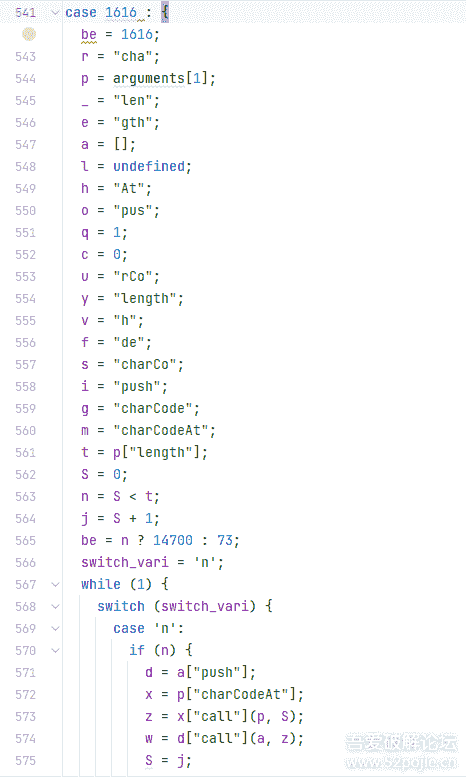 541 case 1616 : {
be = 1616;
543 r = "cha";
544 p = arguments[1];
545 _ = "len";
546 e = "gth";
547 a = [];
548 l = undefined;
549 h = "At";
550 o = "pus";
551 q = 1;
552 c = 0;
553 u = "rCo";
554 y = "length";
555 v = "h";
556 f = "de";
557 s = "charCo";
558 i = "push";
559 g = "charCode";
560 m = "charCodeAt";
561 t = p["length"];
562 S = 0;
563 n = S < t;
564 j = S + 1;
565 be = n ? 14700 : 73;
566 switch_vari = 'n';
567 while (1) {
568 switch (switch_vari) {
569 case 'n':
570 if (n) {
571 d = a["push"];
572 x = p["charCodeAt"];
573 z = x["call"](p, S);
574 w = d["call"](a, z);
575 S = j;
吾爱破解论坛
www.52pojie.cn